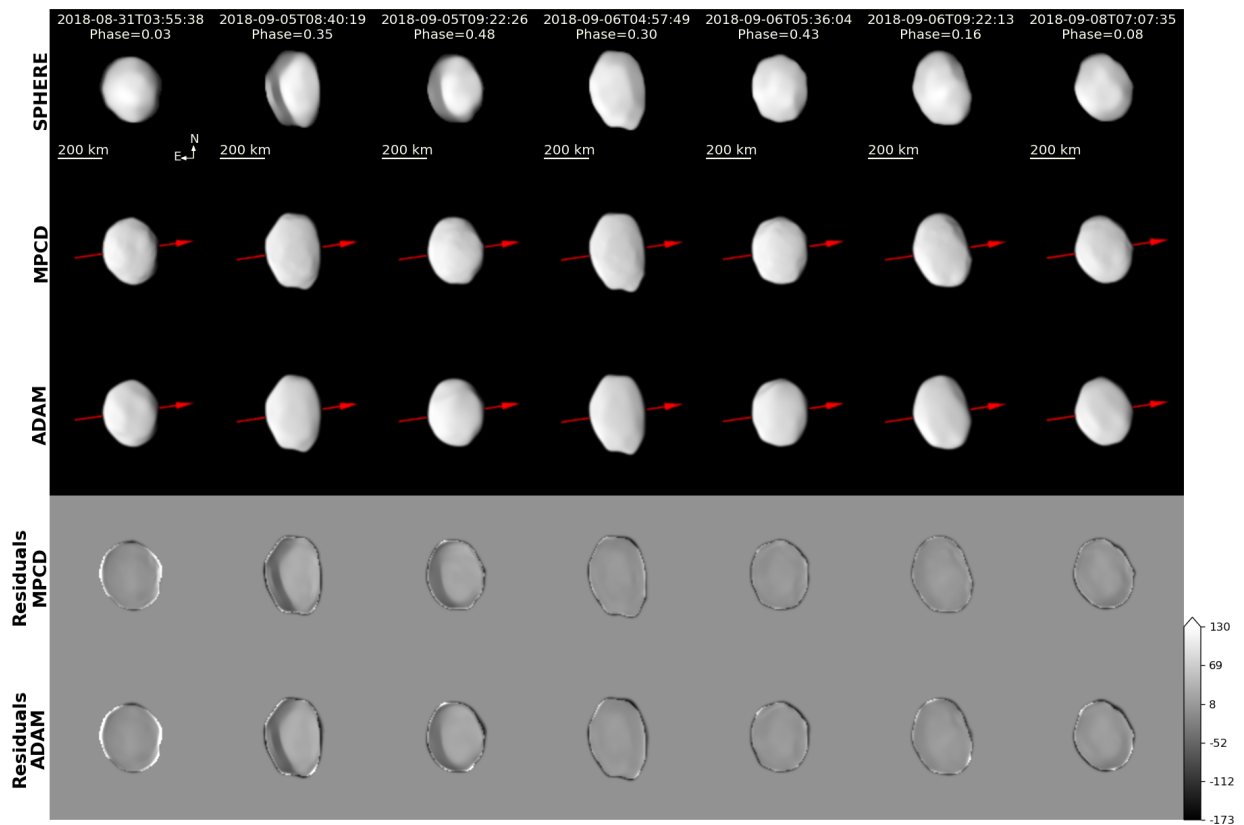 2018-08-31T03:55:38 2018-09-05T08:40:19 2018-09-05T09:22:26 2018-09-06T04:57:49 2018-09-06T05:36:04 2018-09-06T09:22:13 2018-09-08T07:07:35
Phase=0.03 Phase=0.35 Phase=0.48 Phase=0.30 Phase=0.43 Phase=0.16 Phase=0.08
SPHERE
N
E
200 km 200 km 200 km 200 km 200 km 200 km 200 km
MPCD
ADAM
Residuals
MPCD
Residuals
ADAM
130
69
8
-52
-112
-173